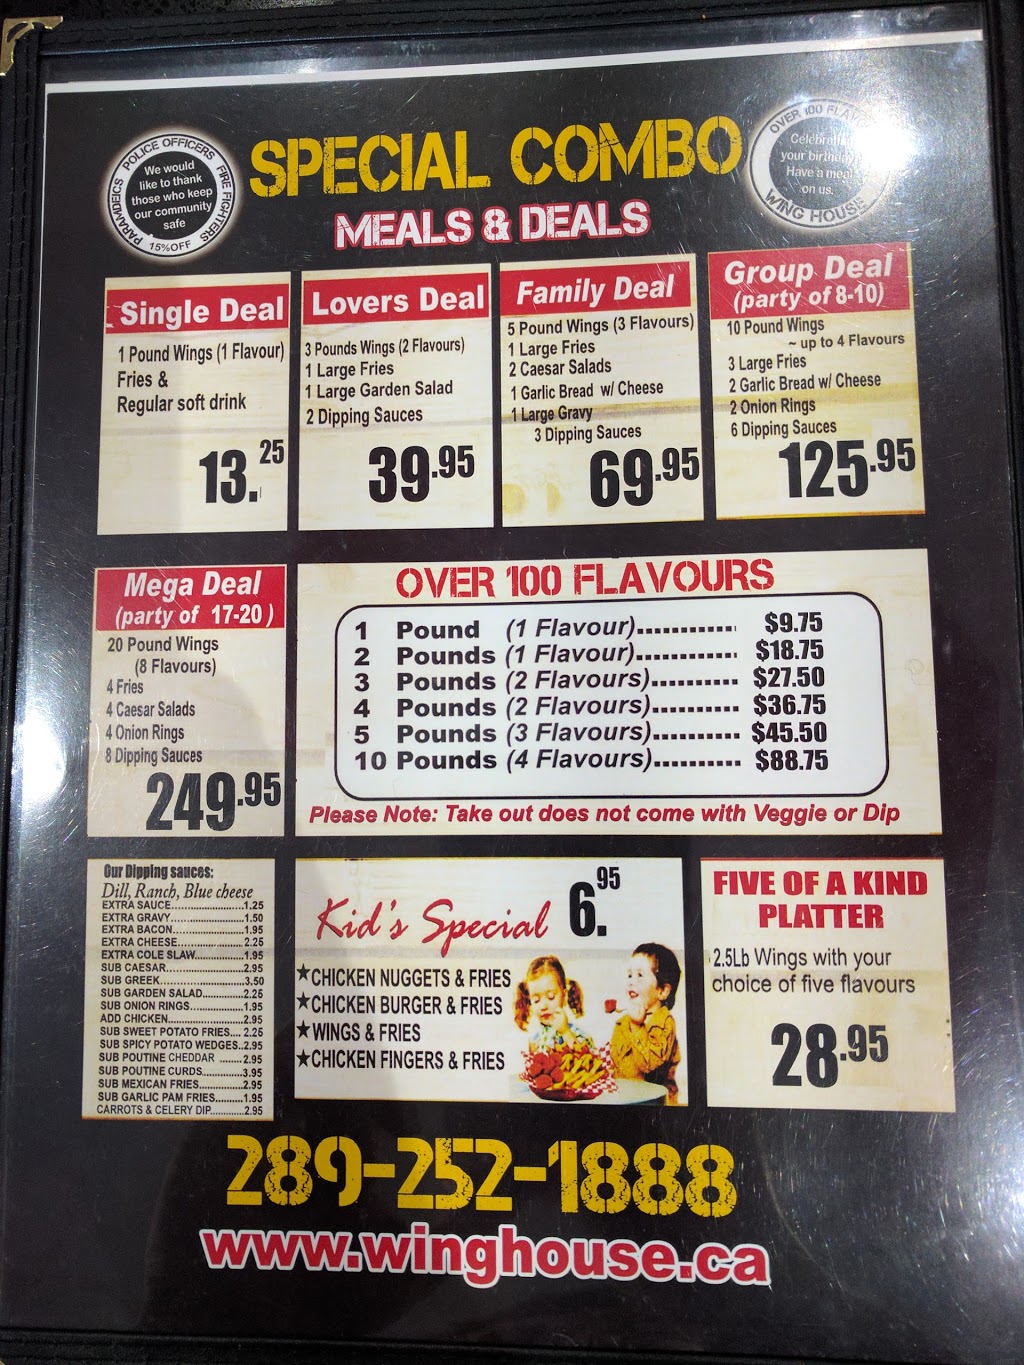 PARAMDEICS POLICE OFFICERS FIRE FIGHTERS
We would
like to thank
those who keep
our community
safe
15%OFF
SPECIAL COMBO
MEALS & DEALS
OVER 100
Celebrat
your birthday
Have a meal
on us.
WING HOUSE
Single Deal
1 Pound Wings (1 Flavour)
Fries &
Regular soft drink
13.25
Lovers Deal
3 Pounds Wings (2 Flavours)
1 Large Fries
1 Large Garden Salad
2 Dipping Sauces
39.95
Family Deal
5 Pound Wings (3 Flavours)
1 Large Fries
2 Caesar Salads
1 Garlic Bread w/ Cheese
1 Large Gravy
3 Dipping Sauces
69.95
Group Deal
(party of 8-10)
10 Pound Wings
~ up to 4 Flavours
3 Large Fries
2 Garlic Bread w/ Cheese
2 Onion Rings
6 Dipping Sauces
125.95
Mega Deal
(party of 17-20 )
20 Pound Wings
(8 Flavours)
4 Fries
4 Caesar Salads
4 Onion Rings
8 Dipping Sauces
249.95
OVER 100 FLAVOURS
1 Pound (1 Flavour)........... $9.75
2 Pounds (1 Flavour)........... $18.75
3 Pounds (2 Flavours).......... $27.50
4 Pounds (2 Flavours).......... $36.75
5 Pounds (3 Flavours).......... $45.50
10 Pounds (4 Flavours).......... $88.75
Please Note: Take out does not come with Veggie or Dip
Our Dipping sauces:
Dill, Ranch, Blue cheese
EXTRA SAUCE........................1.25
EXTRA GRAVY.......................1.50
EXTRA BACON.......................1.95
EXTRA CHEESE.....................2.25
EXTRA COLE SLAW...............1.95
SUB CAESAR.........................2.95
SUB GREEK...........................3.50
SUB GARDEN SALAD.............2.25
SUB ONION RINGS.................1.95
ADD CHICKEN........................2.95
SUB SWEET POTATO FRIES.... 2.25
SUB SPICY POTATO WEDGES..2.95
SUB POUTINE CHEDDAR ........2.95
SUB POUTINE CURDS.............3.95
SUB MEXICAN FRIES..............2.95
SUB GARLIC PAM FRIES.........1.95
CARROTS & CELERY DIP...........2.95
Kid's Special 6.95
★CHICKEN NUGGETS & FRIES
★CHICKEN BURGER & FRIES
★WINGS & FRIES
★CHICKEN FINGERS & FRIES
FIVE OF A KIND
PLATTER
2.5Lb Wings with your
choice of five flavours
28.95
289-252-1888
www.winghouse.ca